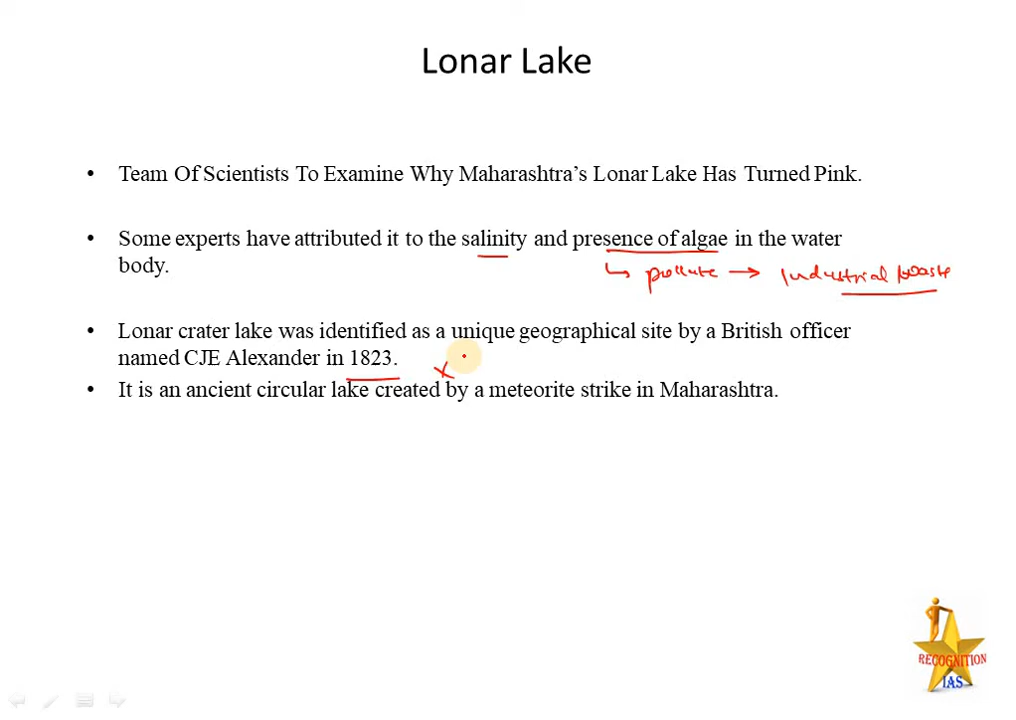 Lonar Lake
• Team Of Scientists To Examine Why Maharashtra's Lonar Lake Has Turned Pink.
• Some experts have attributed it to the salinity and presence of algae in the water
body.
pollute → Industrial waste
• Lonar crater lake was identified as a unique geographical site by a British officer
named CJE Alexander in 1823.
x
• It is an ancient circular lake created by a meteorite strike in Maharashtra.
RECOGNITION
IAS